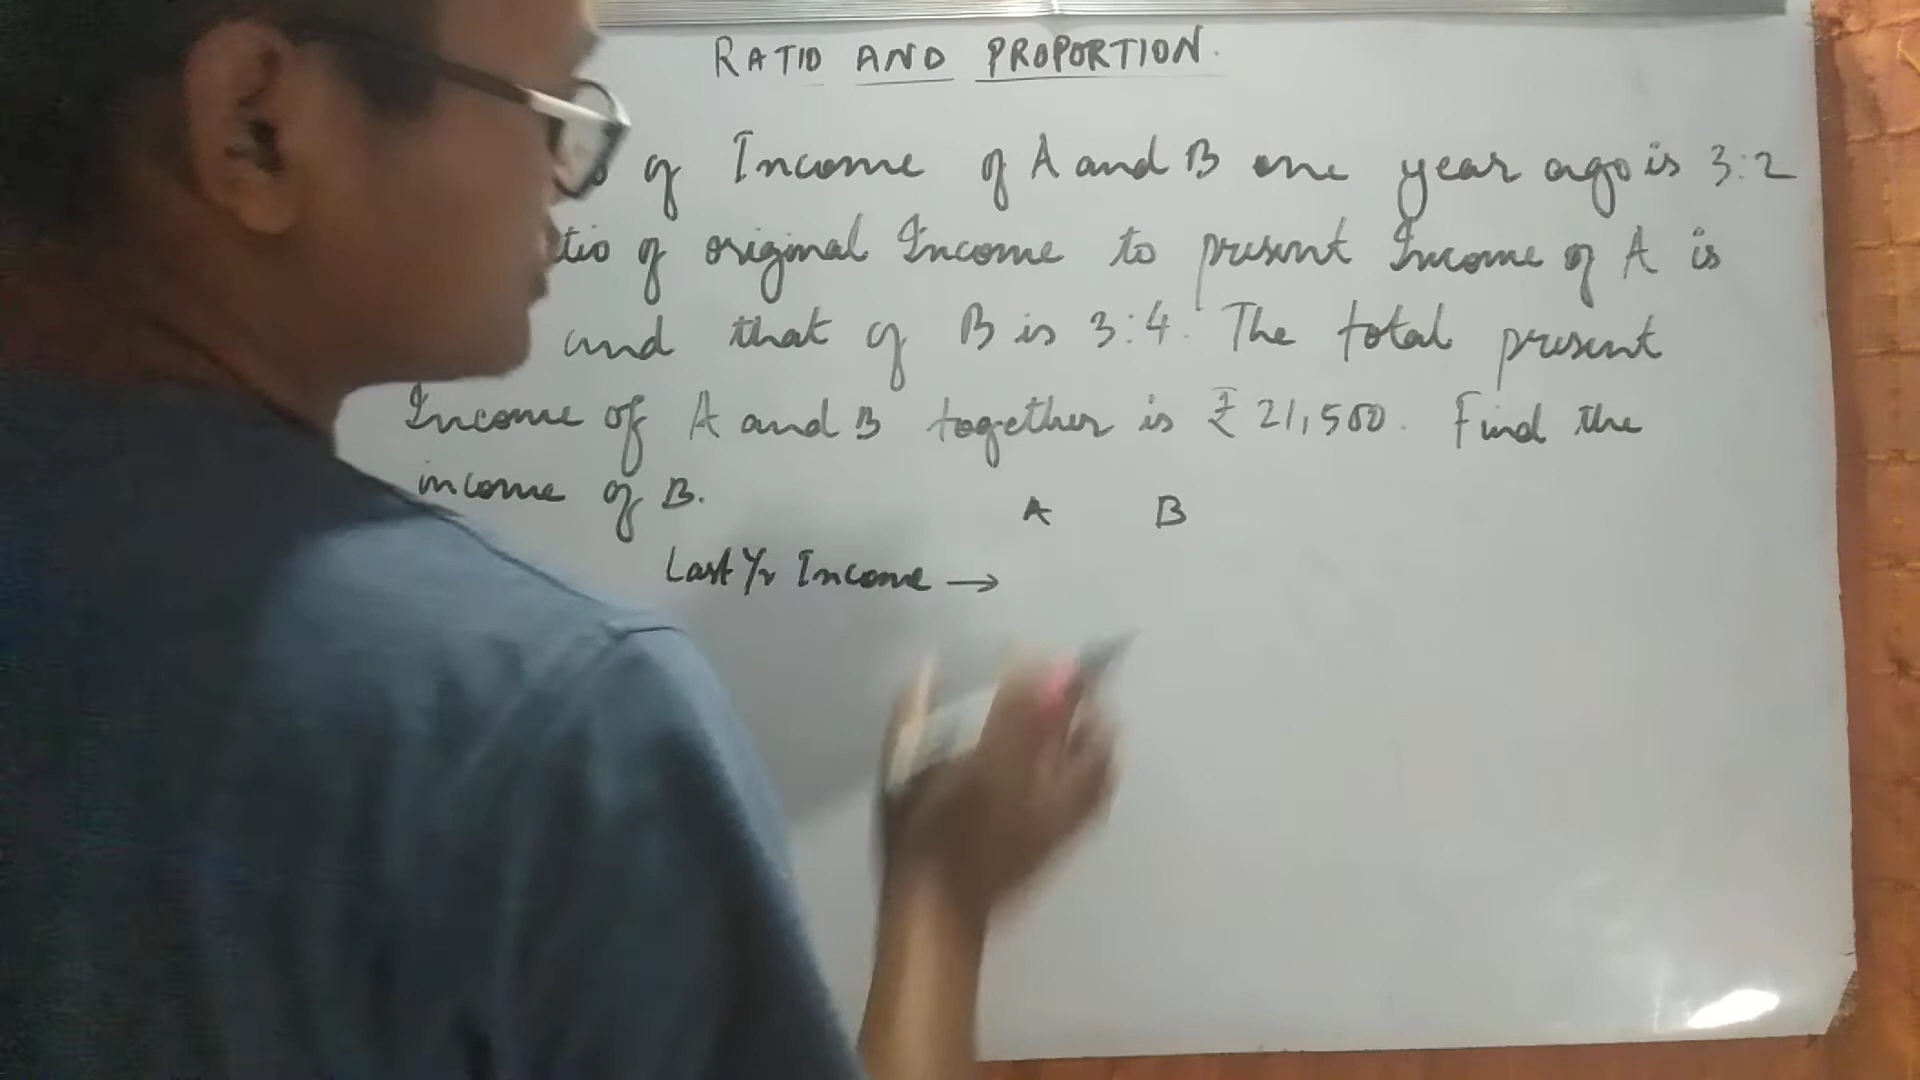 RATIO AND PROPORTION.
of Income of A and B one year ago is 3:2
of original Income to present Income of A is
and that of B is 3:4. The total present
Income of A and B together is ₹ 21,500. Find the
income of B.
A B
Last Yr Income →